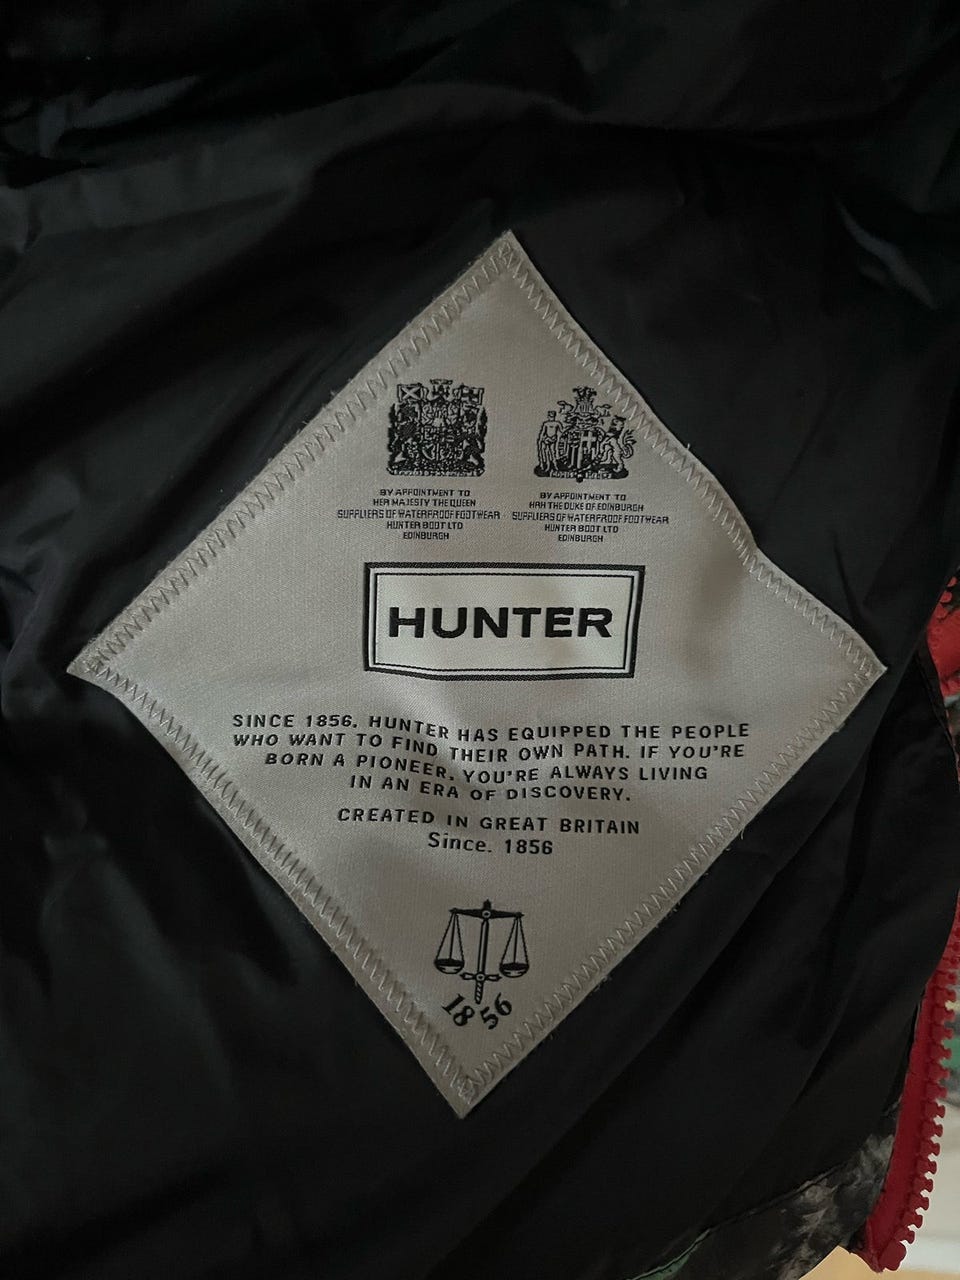 BY APPOINTMENT TO
HER MAJESTY THE QUEEN
SUPPLIERS OF WATERPROOF FOOTWEAR
HUNTER BOOT LTD
EDINBURGH
BY APPOINTMENT TO
HRH THE DUKE OF EDINBURGH
SUPPLIERS OF WATERPROOF FOOTWEAR
HUNTER BOOT LTD
EDINBURGH
HUNTER
SINCE 1856, HUNTER HAS EQUIPPED THE PEOPLE
WHO WANT TO FIND THEIR OWN PATH. IF YOU'RE
BORN A PIONEER, YOU'RE ALWAYS LIVING
IN AN ERA OF DISCOVERY.
CREATED IN GREAT BRITAIN
Since. 1856
1856